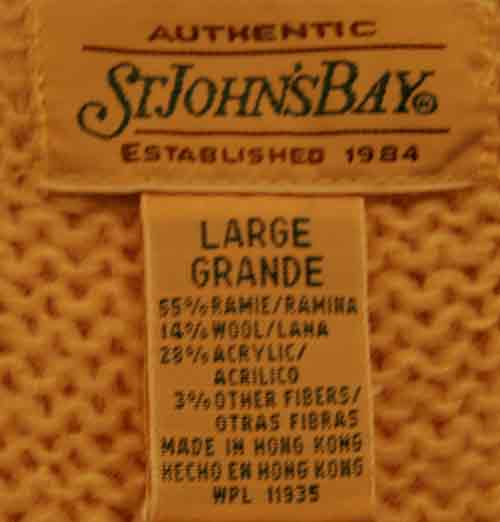 AUTHENTIC
ST JOHN'S BAY®
ESTABLISHED 1984
LARGE
GRANDE
55% RAMIE/RAMINA
14% WOOL/LANA
28% ACRYLIC/
ACRILICO
3% OTHER FIBERS/
OTRAS FIBRAS
MADE IN HONG KONG
HECHO EN HONG KONG
WPL 11935